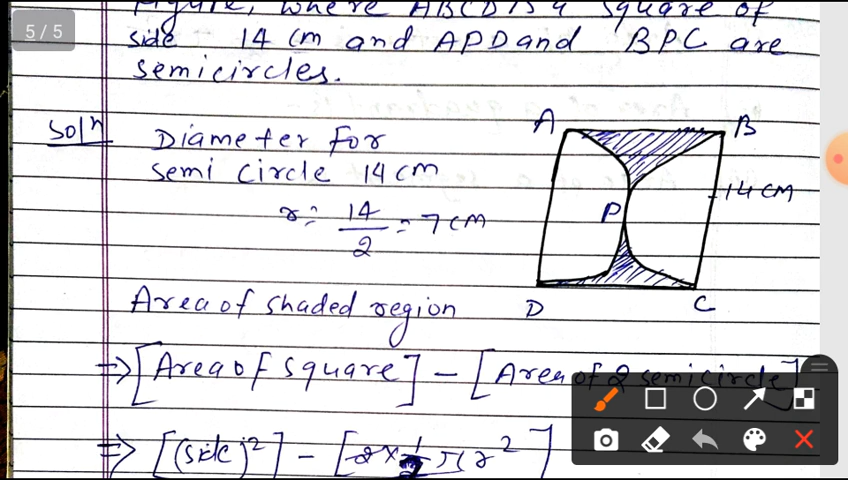 figure, where ABCD is a square of
side 14 cm and APD and BPC are
semicircles.
5/5
Soln Diameter for
semi circle 14 cm
r = 14/2 = 7 cm
A B
14 cm
P
D C
Area of shaded region
=> [Area of square] - [Area of 2 semicircle]
=> [(side)²] - [2 × 1/2 πr²]